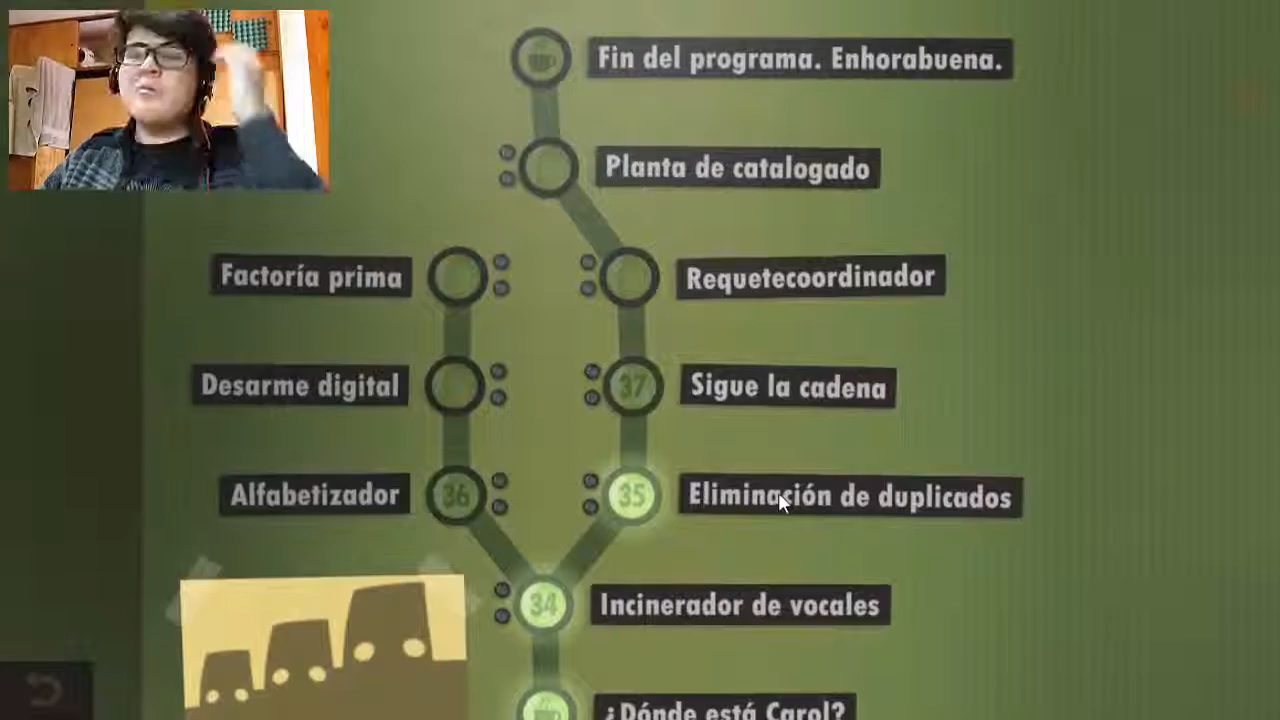 Fin del programa. Enhorabuena.
Planta de catalogado
Factoría prima
Requetecoordinador
Desarme digital
37 Sigue la cadena
Alfabetizador 36
35 Eliminación de duplicados
34 Incinerador de vocales
¿Dónde está Carol?